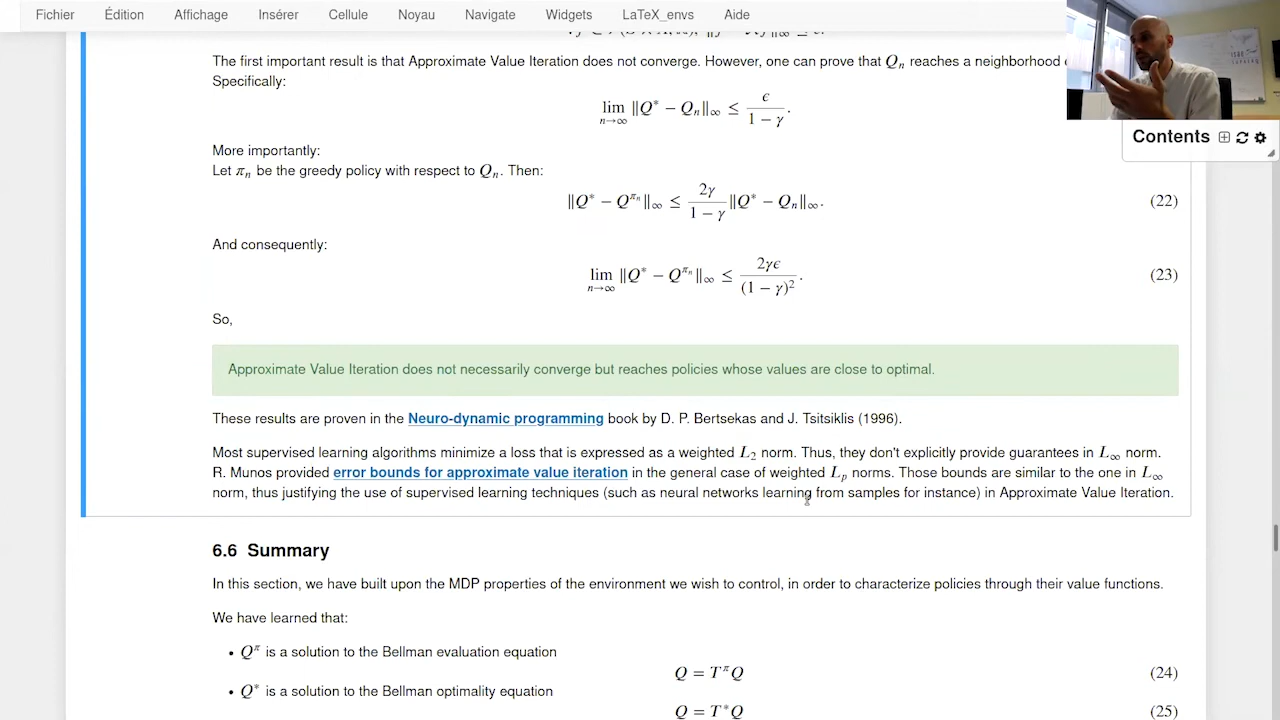 Fichier Édition Affichage Insérer Cellule Noyau Navigate Widgets LaTeX_envs Aide
The first important result is that Approximate Value Iteration does not converge. However, one can prove that Qₙ reaches a neighborhood
Specifically:
lim n→∞ ‖Q* − Qₙ‖∞ ≤ ϵ / (1 − γ).
Contents
More importantly:
Let πₙ be the greedy policy with respect to Qₙ. Then:
‖Q* − Q^πₙ‖∞ ≤ 2γ / (1 − γ) ‖Q* − Qₙ‖∞. (22)
And consequently:
lim n→∞ ‖Q* − Q^πₙ‖∞ ≤ 2γϵ / (1 − γ)². (23)
So,
Approximate Value Iteration does not necessarily converge but reaches policies whose values are close to optimal.
These results are proven in the Neuro-dynamic programming book by D. P. Bertsekas and J. Tsitsiklis (1996).
Most supervised learning algorithms minimize a loss that is expressed as a weighted L₂ norm. Thus, they don't explicitly provide guarantees in L∞ norm.
R. Munos provided error bounds for approximate value iteration in the general case of weighted Lₚ norms. Those bounds are similar to the one in L∞
norm, thus justifying the use of supervised learning techniques (such as neural networks learning from samples for instance) in Approximate Value Iteration.
6.6 Summary
In this section, we have built upon the MDP properties of the environment we wish to control, in order to characterize policies through their value functions.
We have learned that:
• Q^π is a solution to the Bellman evaluation equation
Q = T^π Q (24)
• Q* is a solution to the Bellman optimality equation
Q = T* Q (25)